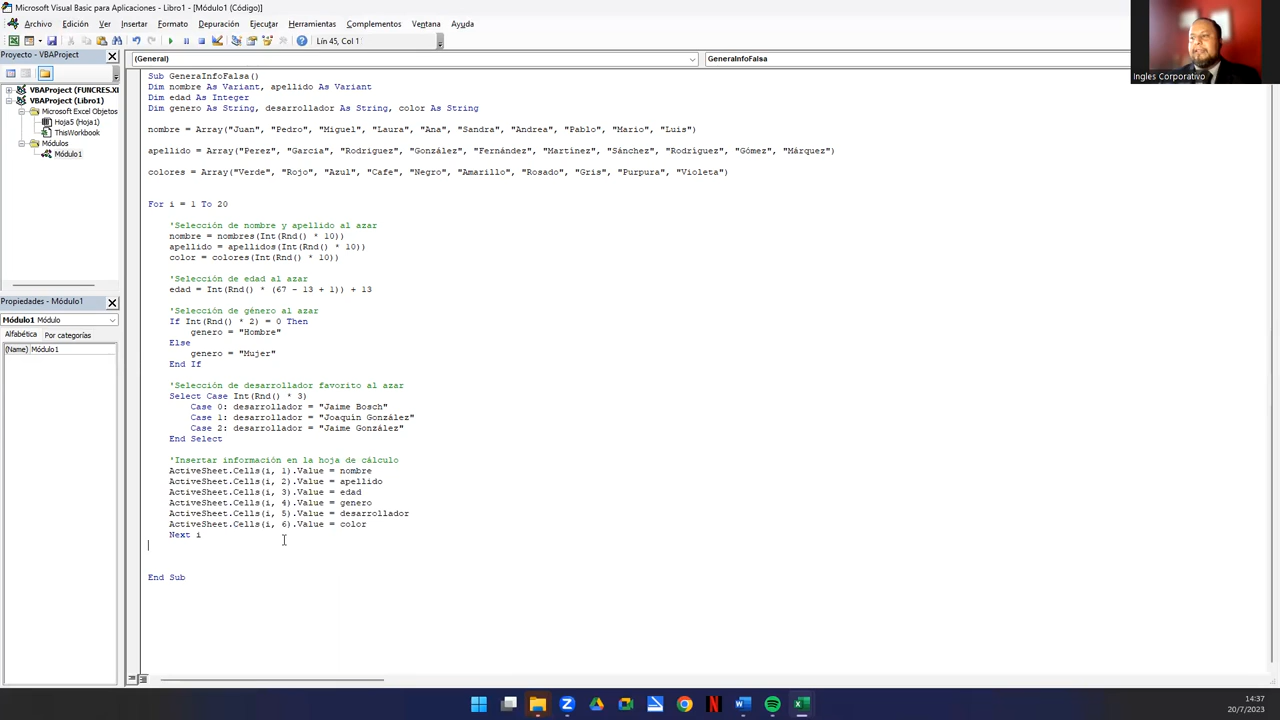 Microsoft Visual Basic para Aplicaciones - Libro1 - [Módulo1 (Código)]
Archivo Edición Ver Insertar Formato Depuración Ejecutar Herramientas Complementos Ventana Ayuda
Lín 45, Col 1
Proyecto - VBAProject
VBAProject (FUNCRES.XL
VBAProject (Libro1)
Microsoft Excel Objetos
Hoja5 (Hoja1)
ThisWorkbook
Módulos
Módulo1
Propiedades - Módulo1
Módulo1 Módulo
Alfabética Por categorías
(Name) Módulo1
(General)
GeneraInfoFalsa
Sub GeneraInfoFalsa()
Dim nombre As Variant, apellido As Variant
Dim edad As Integer
Dim genero As String, desarrollador As String, color As String
nombre = Array("Juan", "Pedro", "Miguel", "Laura", "Ana", "Sandra", "Andrea", "Pablo", "Mario", "Luis")
apellido = Array("Perez", "García", "Rodriguez", "González", "Fernández", "Martínez", "Sánchez", "Rodríguez", "Gómez", "Márquez")
colores = Array("Verde", "Rojo", "Azul", "Cafe", "Negro", "Amarillo", "Rosado", "Gris", "Purpura", "Violeta")
For i = 1 To 20
'Selección de nombre y apellido al azar
nombre = nombres(Int(Rnd() * 10))
apellido = apellidos(Int(Rnd() * 10))
color = colores(Int(Rnd() * 10))
'Selección de edad al azar
edad = Int(Rnd() * (67 - 13 + 1)) + 13
'Selección de género al azar
If Int(Rnd() * 2) = 0 Then
genero = "Hombre"
Else
genero = "Mujer"
End If
'Selección de desarrollador favorito al azar
Select Case Int(Rnd() * 3)
Case 0: desarrollador = "Jaime Bosch"
Case 1: desarrollador = "Joaquín González"
Case 2: desarrollador = "Jaime González"
End Select
'Insertar información en la hoja de cálculo
ActiveSheet.Cells(i, 1).Value = nombre
ActiveSheet.Cells(i, 2).Value = apellido
ActiveSheet.Cells(i, 3).Value = edad
ActiveSheet.Cells(i, 4).Value = genero
ActiveSheet.Cells(i, 5).Value = desarrollador
ActiveSheet.Cells(i, 6).Value = color
Next i
End Sub
Ingles Corporativo
14:37
20/7/2023